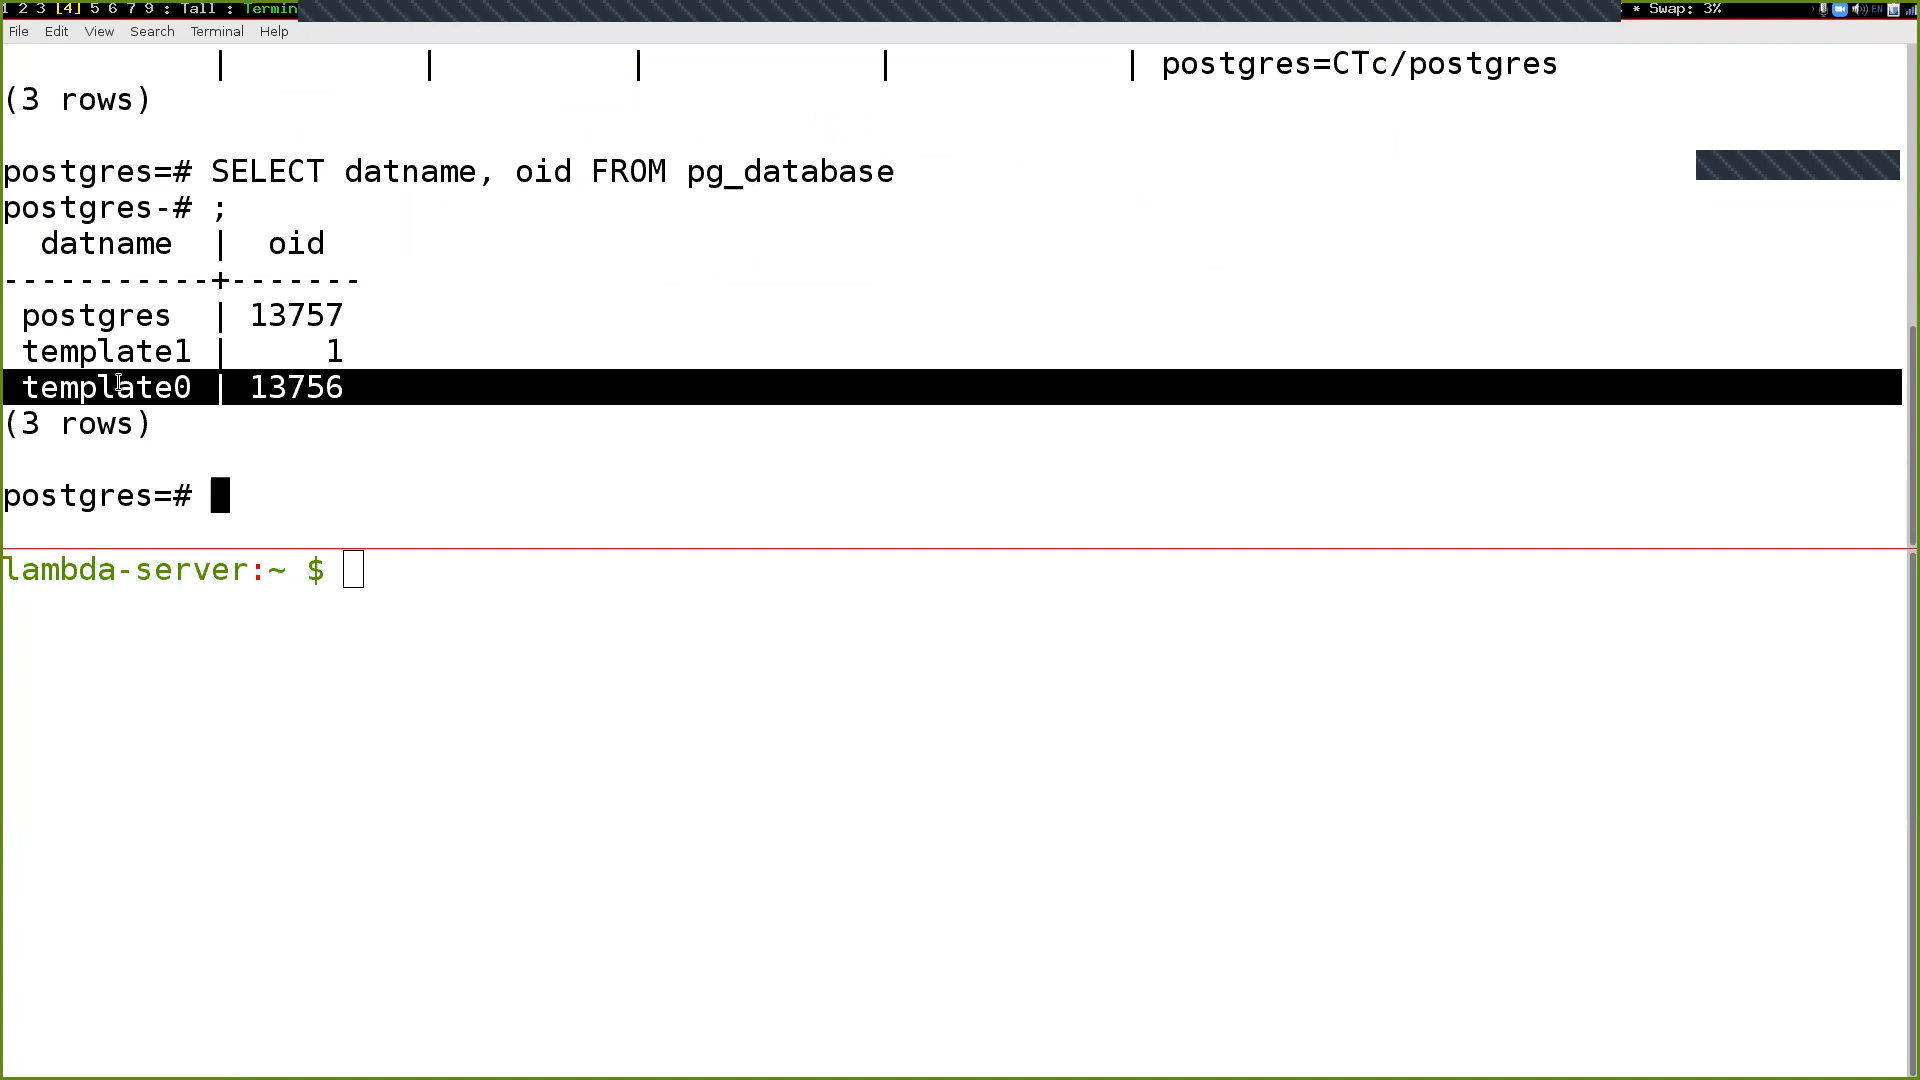 1 2 3 [4] 5 6 7 9 : Tall : Termin
* Swap: 3%
EN
File Edit View Search Terminal Help
| | | | | postgres=CTc/postgres
(3 rows)
postgres=# SELECT datname, oid FROM pg_database
postgres-# ;
datname | oid
-----------+-------
postgres | 13757
template1 | 1
template0 | 13756
(3 rows)
postgres=#
lambda-server:~ $